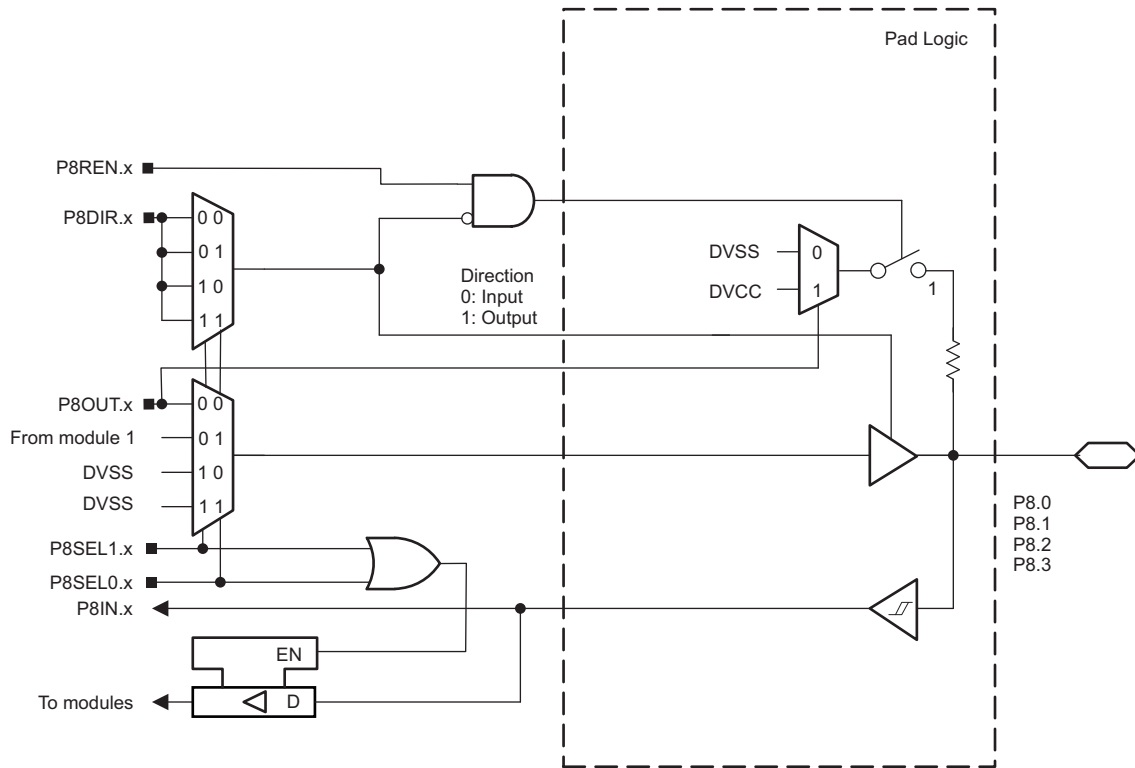 Pad Logic
P8REN.x
P8DIR.x
0 0
0 1
1 0
1 1
Direction
0: Input
1: Output
DVSS
0
DVCC
1
1
P8OUT.x
0 0
From module 1
0 1
DVSS
1 0
DVSS
1 1
P8.0
P8.1
P8.2
P8.3
P8SEL1.x
P8SEL0.x
P8IN.x
EN
To modules
D